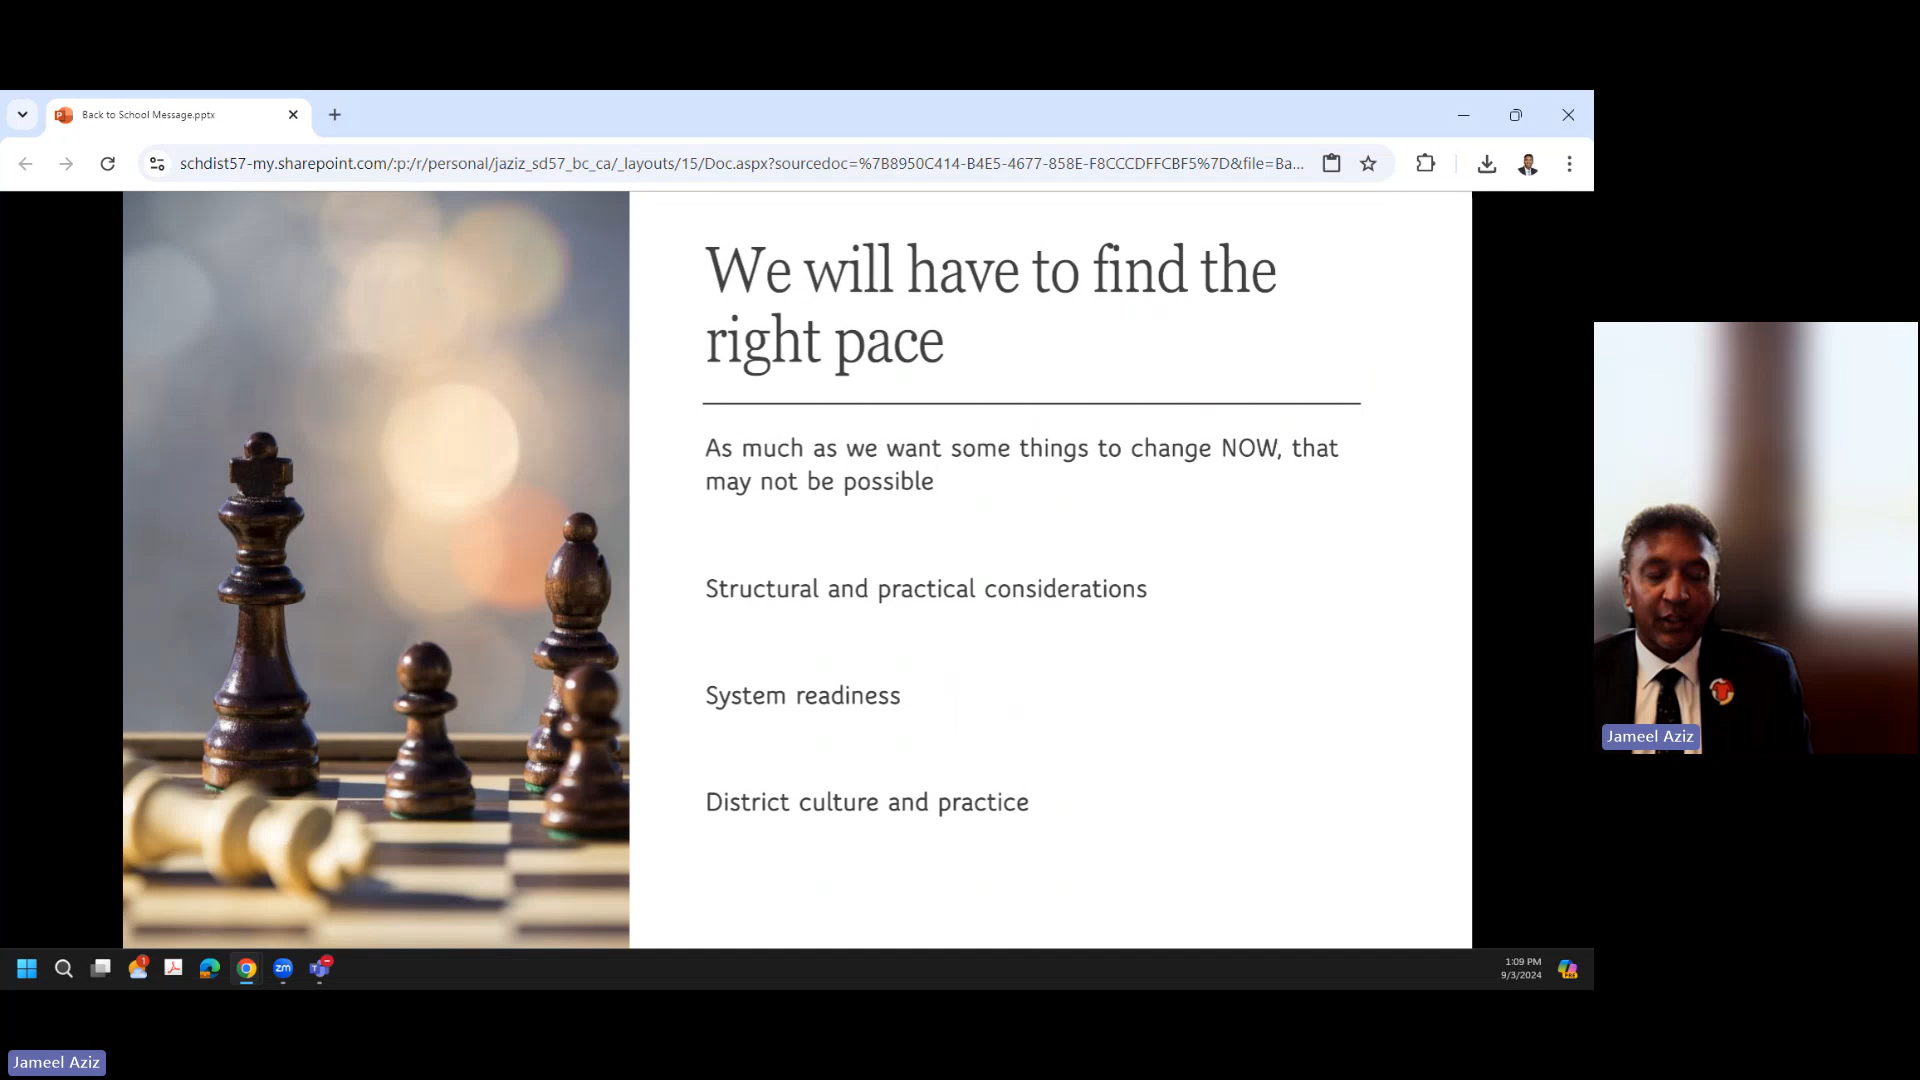 Back to School Message.pptx
schdist57-my.sharepoint.com/:p:/r/personal/jaziz_sd57_bc_ca/_layouts/15/Doc.aspx?sourcedoc=%7B8950C414-B4E5-4677-858E-F8CCCDFFCBF5%7D&file=Ba...
We will have to find the
right pace
As much as we want some things to change NOW, that
may not be possible
Structural and practical considerations
System readiness
District culture and practice
Jameel Aziz
1
zm
T
1:09 PM
9/3/2024
PRE
Jameel Aziz